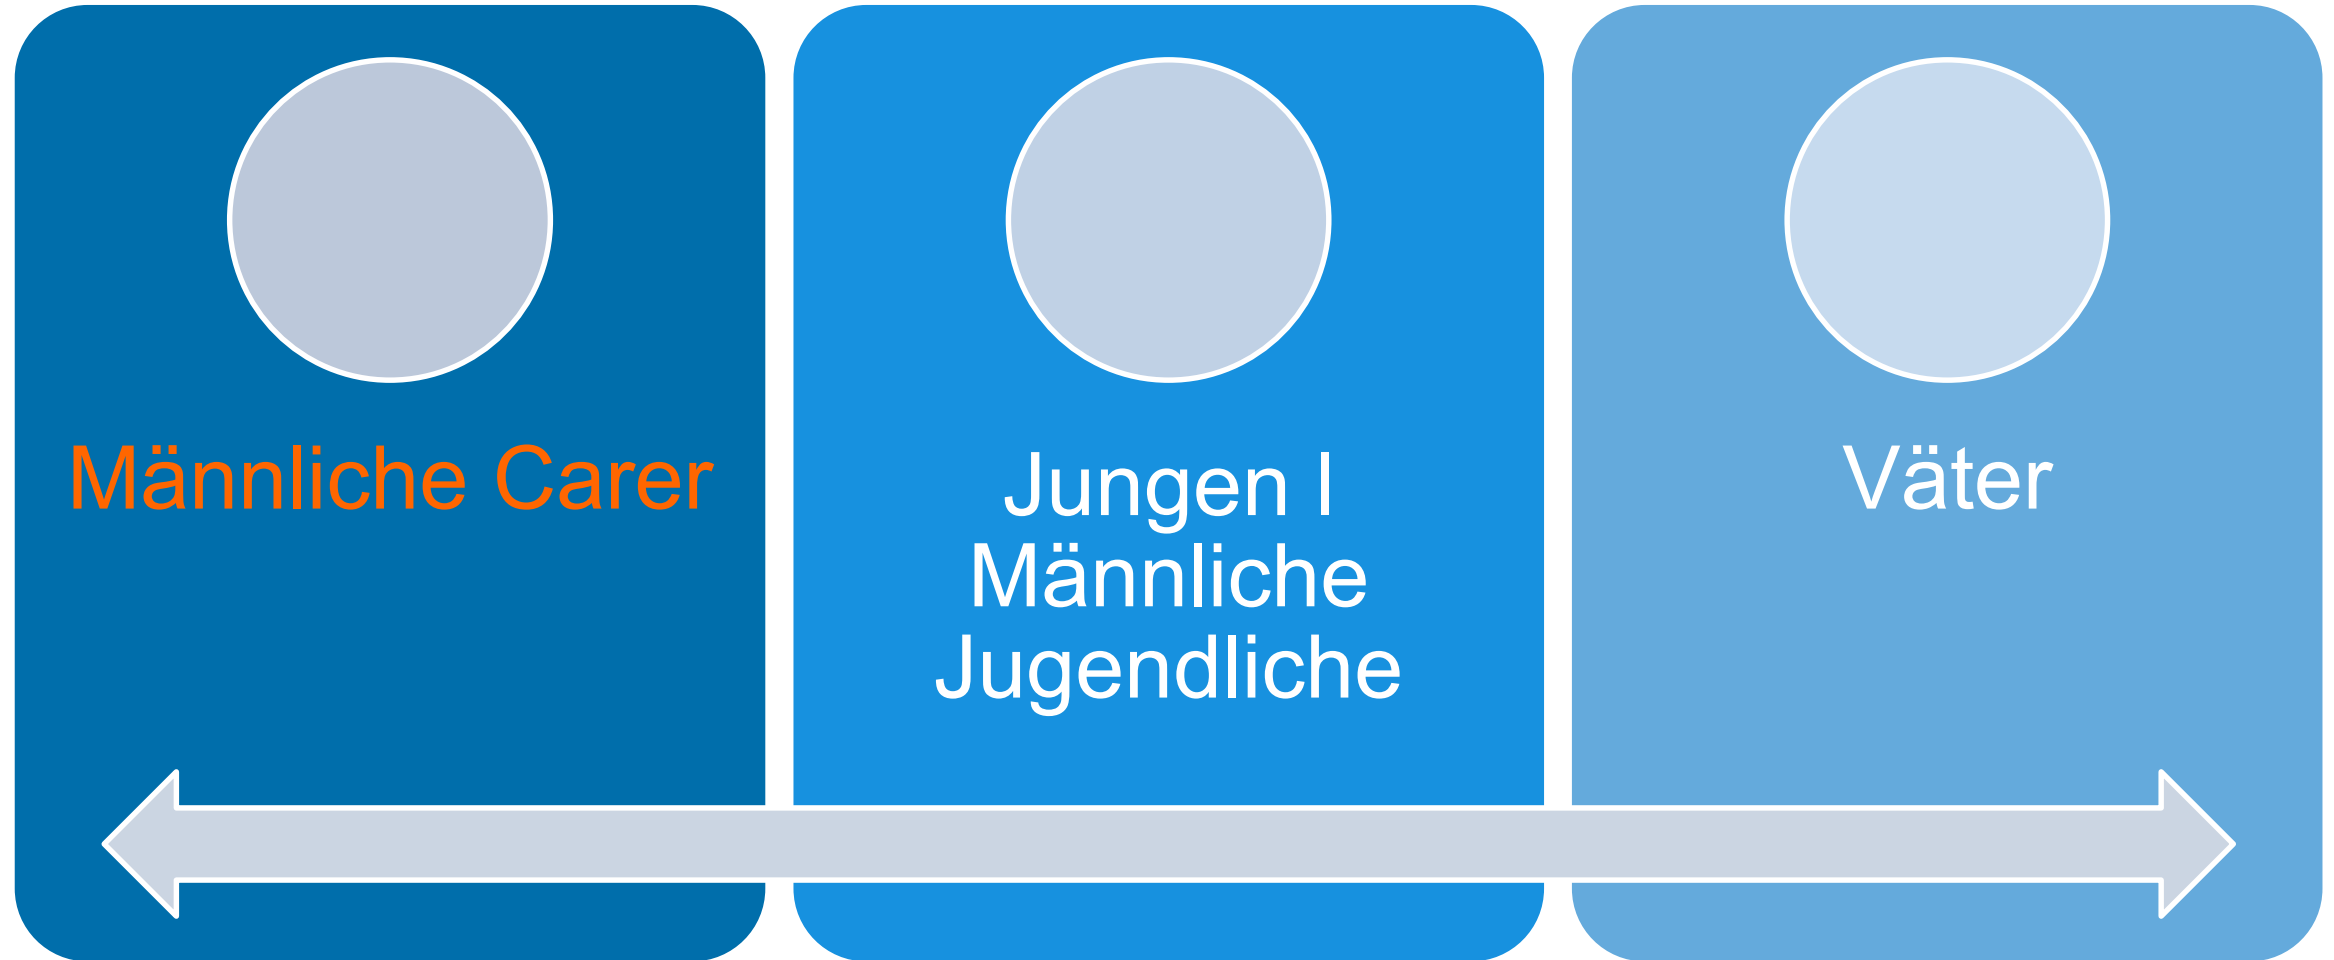 Männliche Carer
Jungen I
Männliche
Jugendliche
Väter